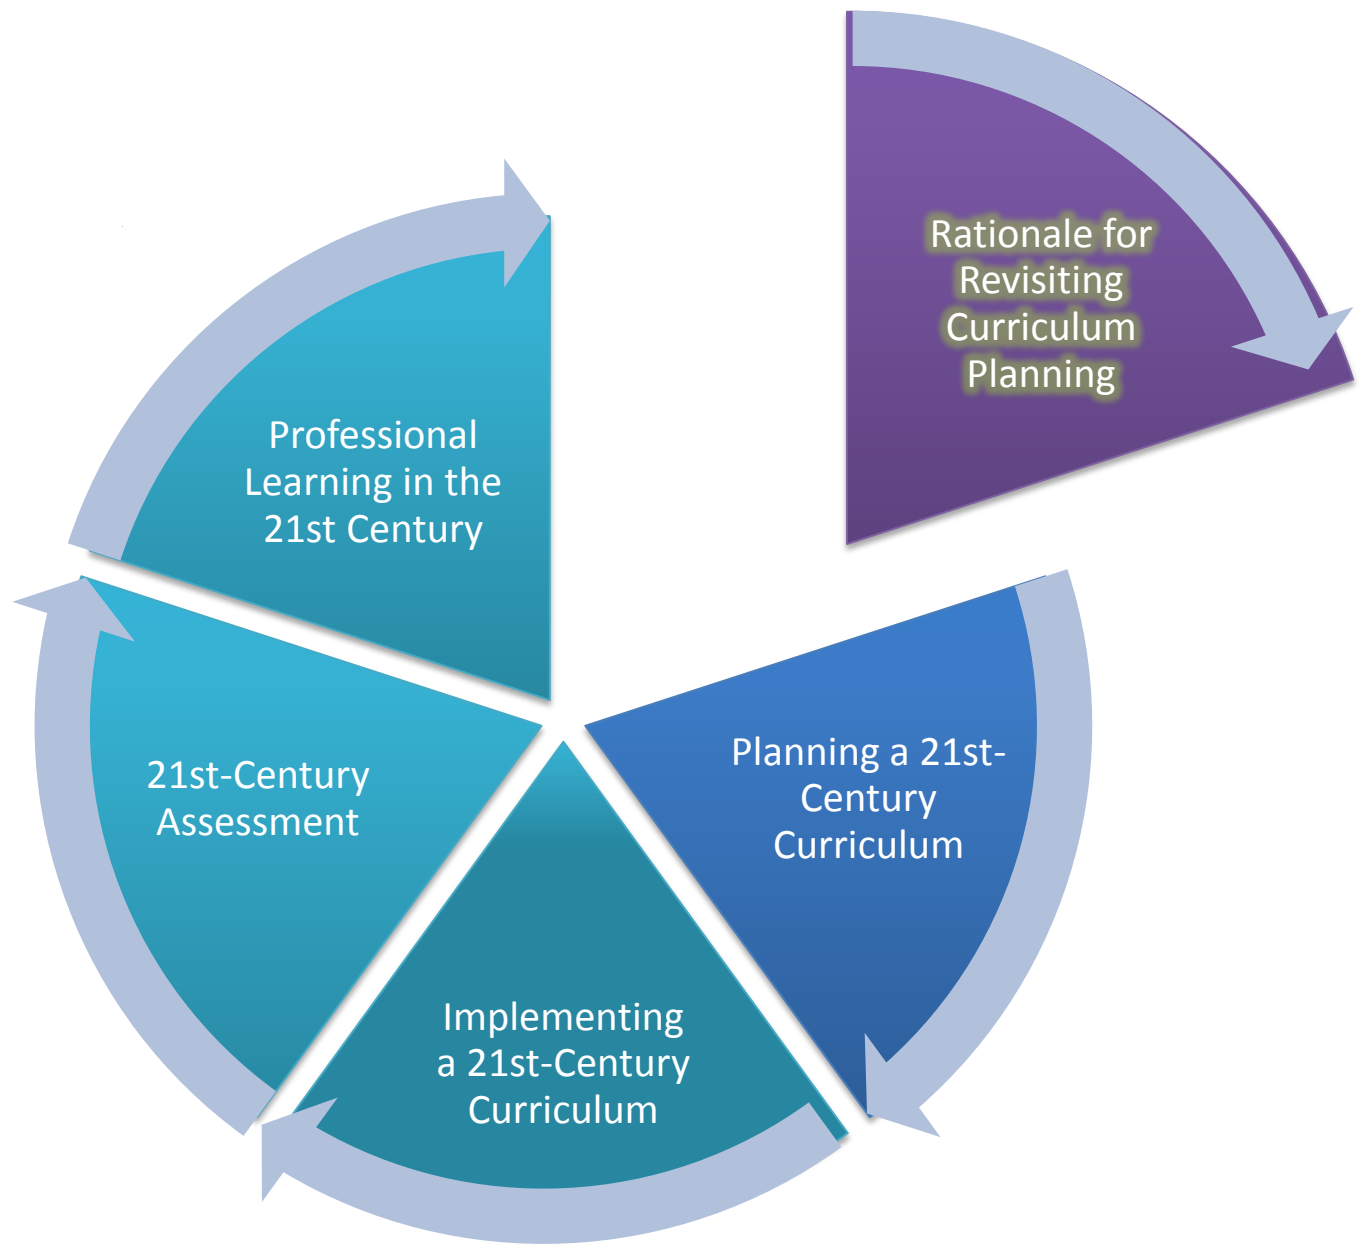 Rationale for
Revisiting
Curriculum
Planning
Planning a 21st-
Century
Curriculum
Implementing
a 21st-Century
Curriculum
21st-Century
Assessment
Professional
Learning in the
21st Century